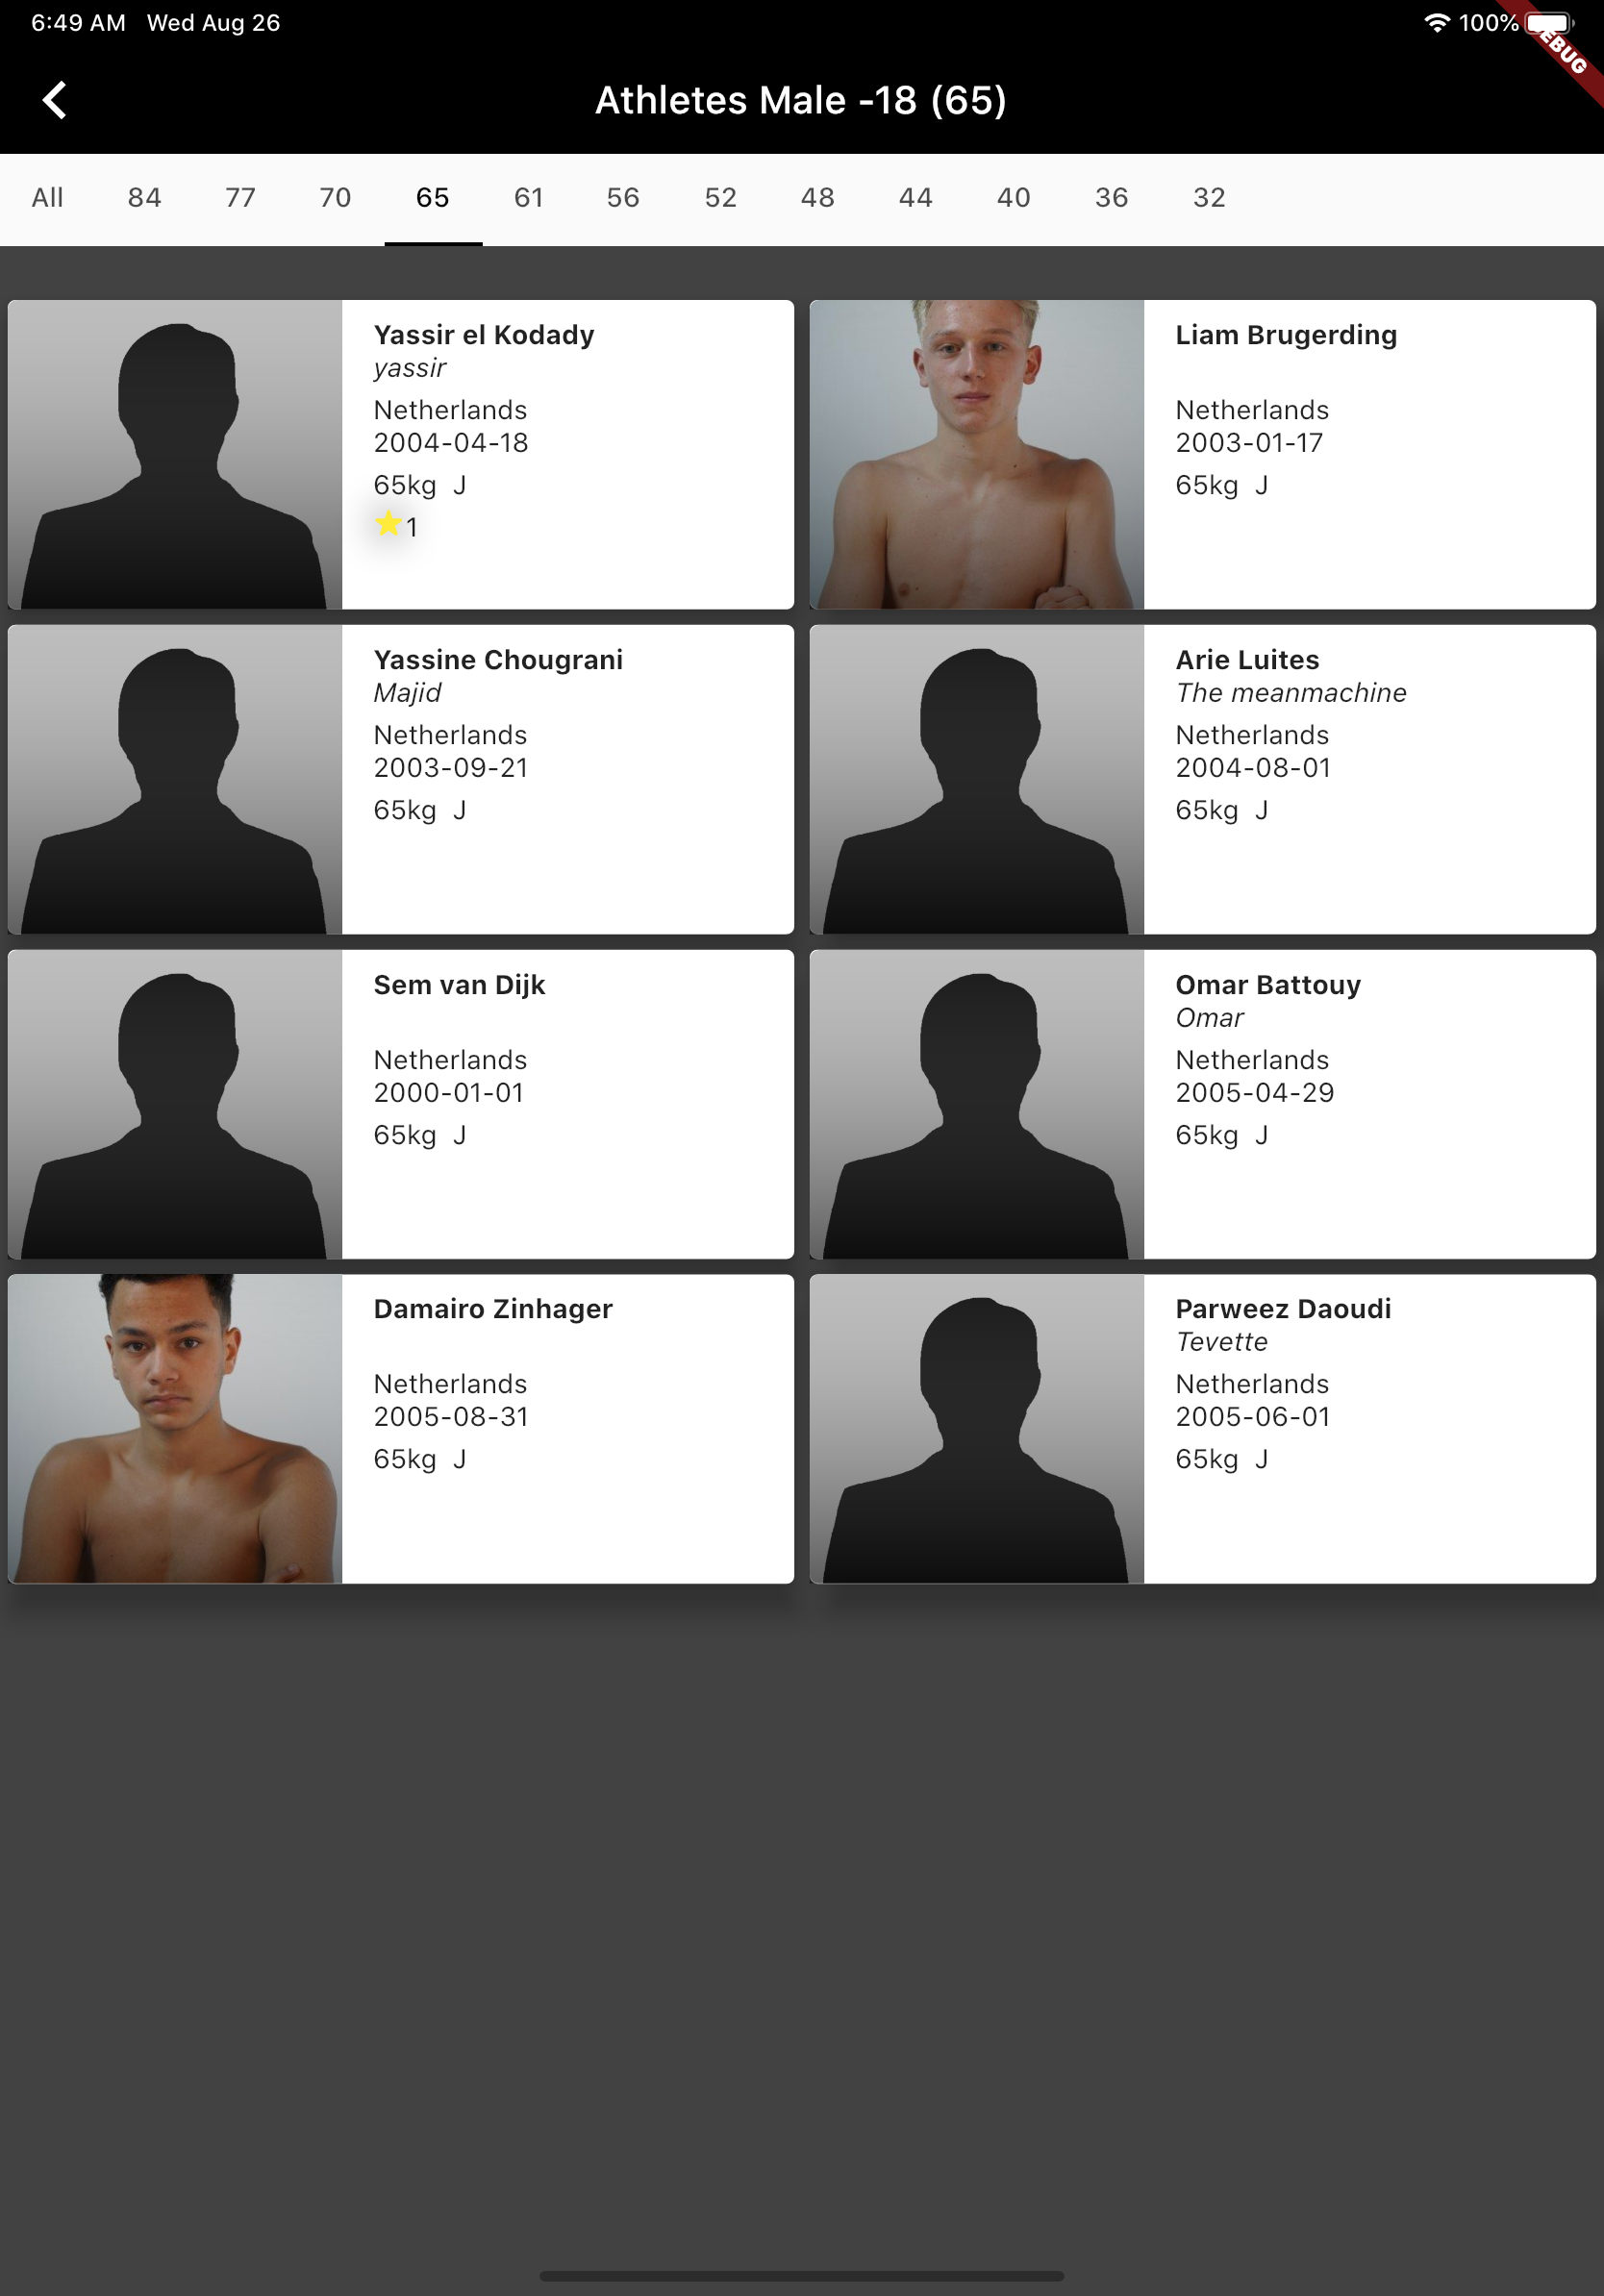 6:49 AM Wed Aug 26 100%
EBUG
Athletes Male -18 (65)
All 84 77 70 65 61 56 52 48 44 40 36 32
Yassir el Kodady
yassir
Netherlands
2004-04-18
65kg J
1
Liam Brugerding
Netherlands
2003-01-17
65kg J
Yassine Chougrani
Majid
Netherlands
2003-09-21
65kg J
Arie Luites
The meanmachine
Netherlands
2004-08-01
65kg J
Sem van Dijk
Netherlands
2000-01-01
65kg J
Omar Battouy
Omar
Netherlands
2005-04-29
65kg J
Damairo Zinhager
Netherlands
2005-08-31
65kg J
Parweez Daoudi
Tevette
Netherlands
2005-06-01
65kg J